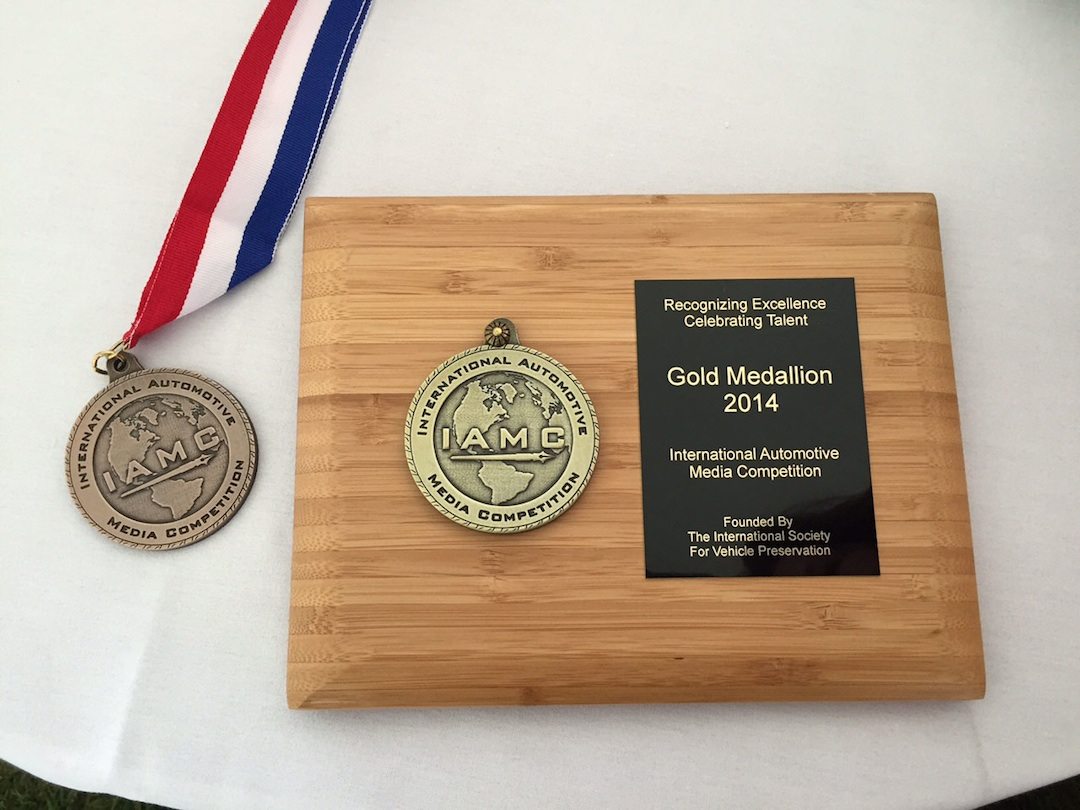 INTERNATIONAL AUTOMOTIVE
IAMC
MEDIA COMPETITION
INTERNATIONAL AUTOMOTIVE
IAMC
MEDIA COMPETITION
Recognizing Excellence
Celebrating Talent
Gold Medallion
2014
International Automotive
Media Competition
Founded By
The International Society
For Vehicle Preservation